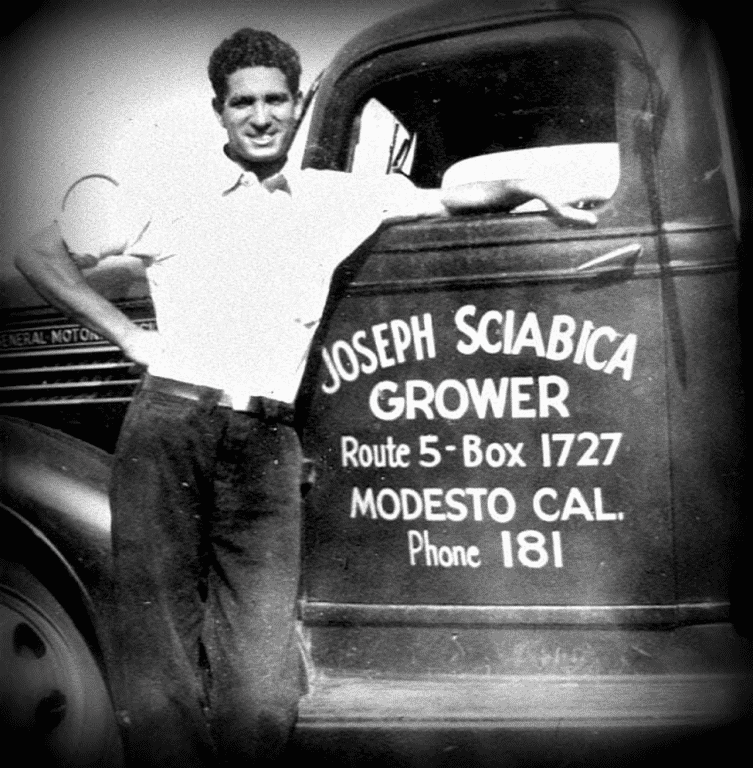 GENERAL MOTORS
JOSEPH SCIABICA
GROWER
Route 5-Box 1727
MODESTO CAL.
Phone 181